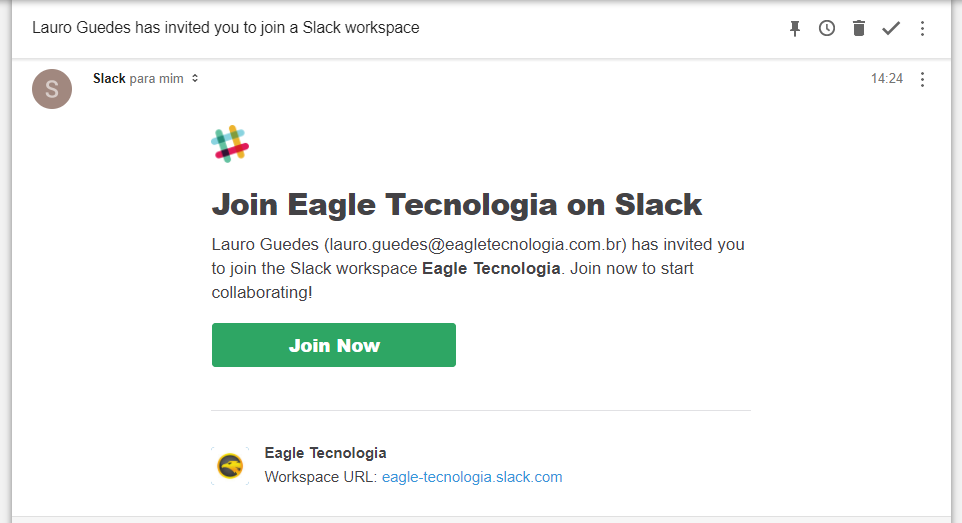 Lauro Guedes has invited you to join a Slack workspace
S
Slack para mim
14:24
Join Eagle Tecnologia on Slack
Lauro Guedes (lauro.guedes@eagletecnologia.com.br) has invited you
to join the Slack workspace Eagle Tecnologia. Join now to start
collaborating!
Join Now
Eagle Tecnologia
Workspace URL: eagle-tecnologia.slack.com